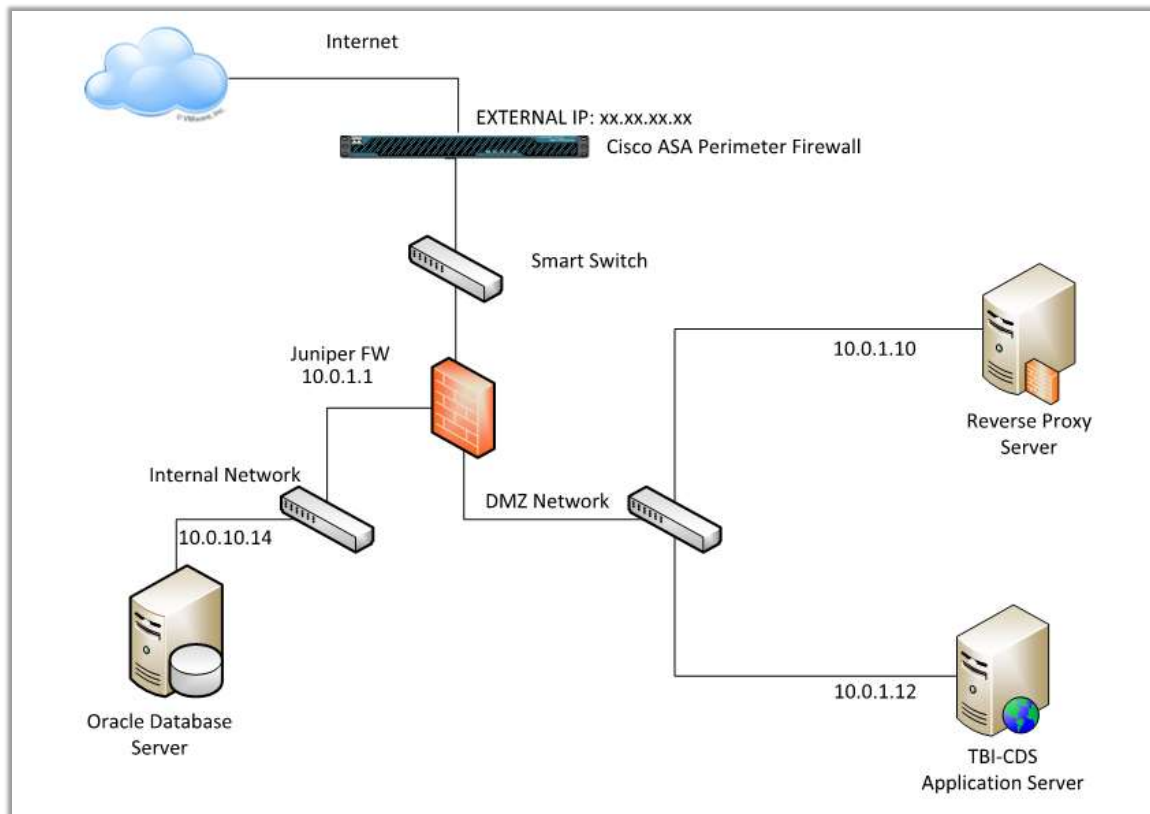 Internet
© VMware, Inc.
EXTERNAL IP: xx.xx.xx.xx
Cisco ASA Perimeter Firewall
Smart Switch
Juniper FW
10.0.1.1
10.0.1.10
Reverse Proxy
Server
Internal Network
DMZ Network
10.0.10.14
Oracle Database
Server
10.0.1.12
TBI-CDS
Application Server